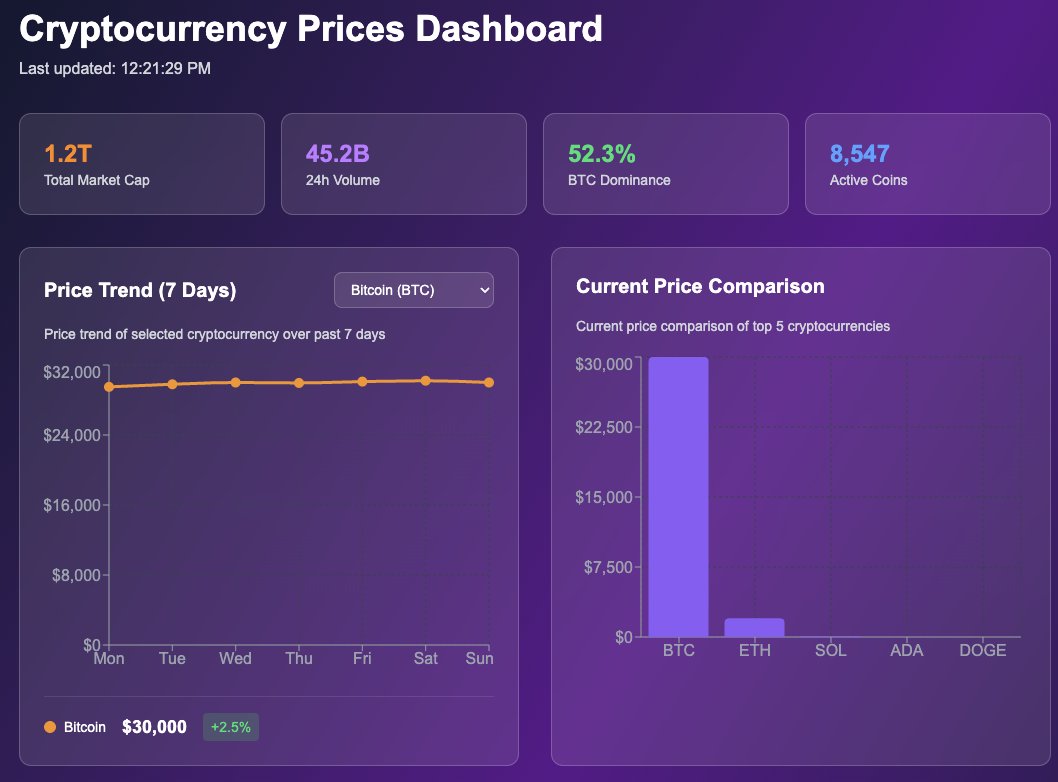 Cryptocurrency Prices Dashboard
Last updated: 12:21:29 PM
1.2T
Total Market Cap
45.2B
24h Volume
52.3%
BTC Dominance
8,547
Active Coins
Price Trend (7 Days)
Bitcoin (BTC)
Price trend of selected cryptocurrency over past 7 days
$32,000
$24,000
$16,000
$8,000
$0
Mon Tue Wed Thu Fri Sat Sun
Bitcoin $30,000 +2.5%
Current Price Comparison
Current price comparison of top 5 cryptocurrencies
$30,000
$22,500
$15,000
$7,500
$0
BTC ETH SOL ADA DOGE